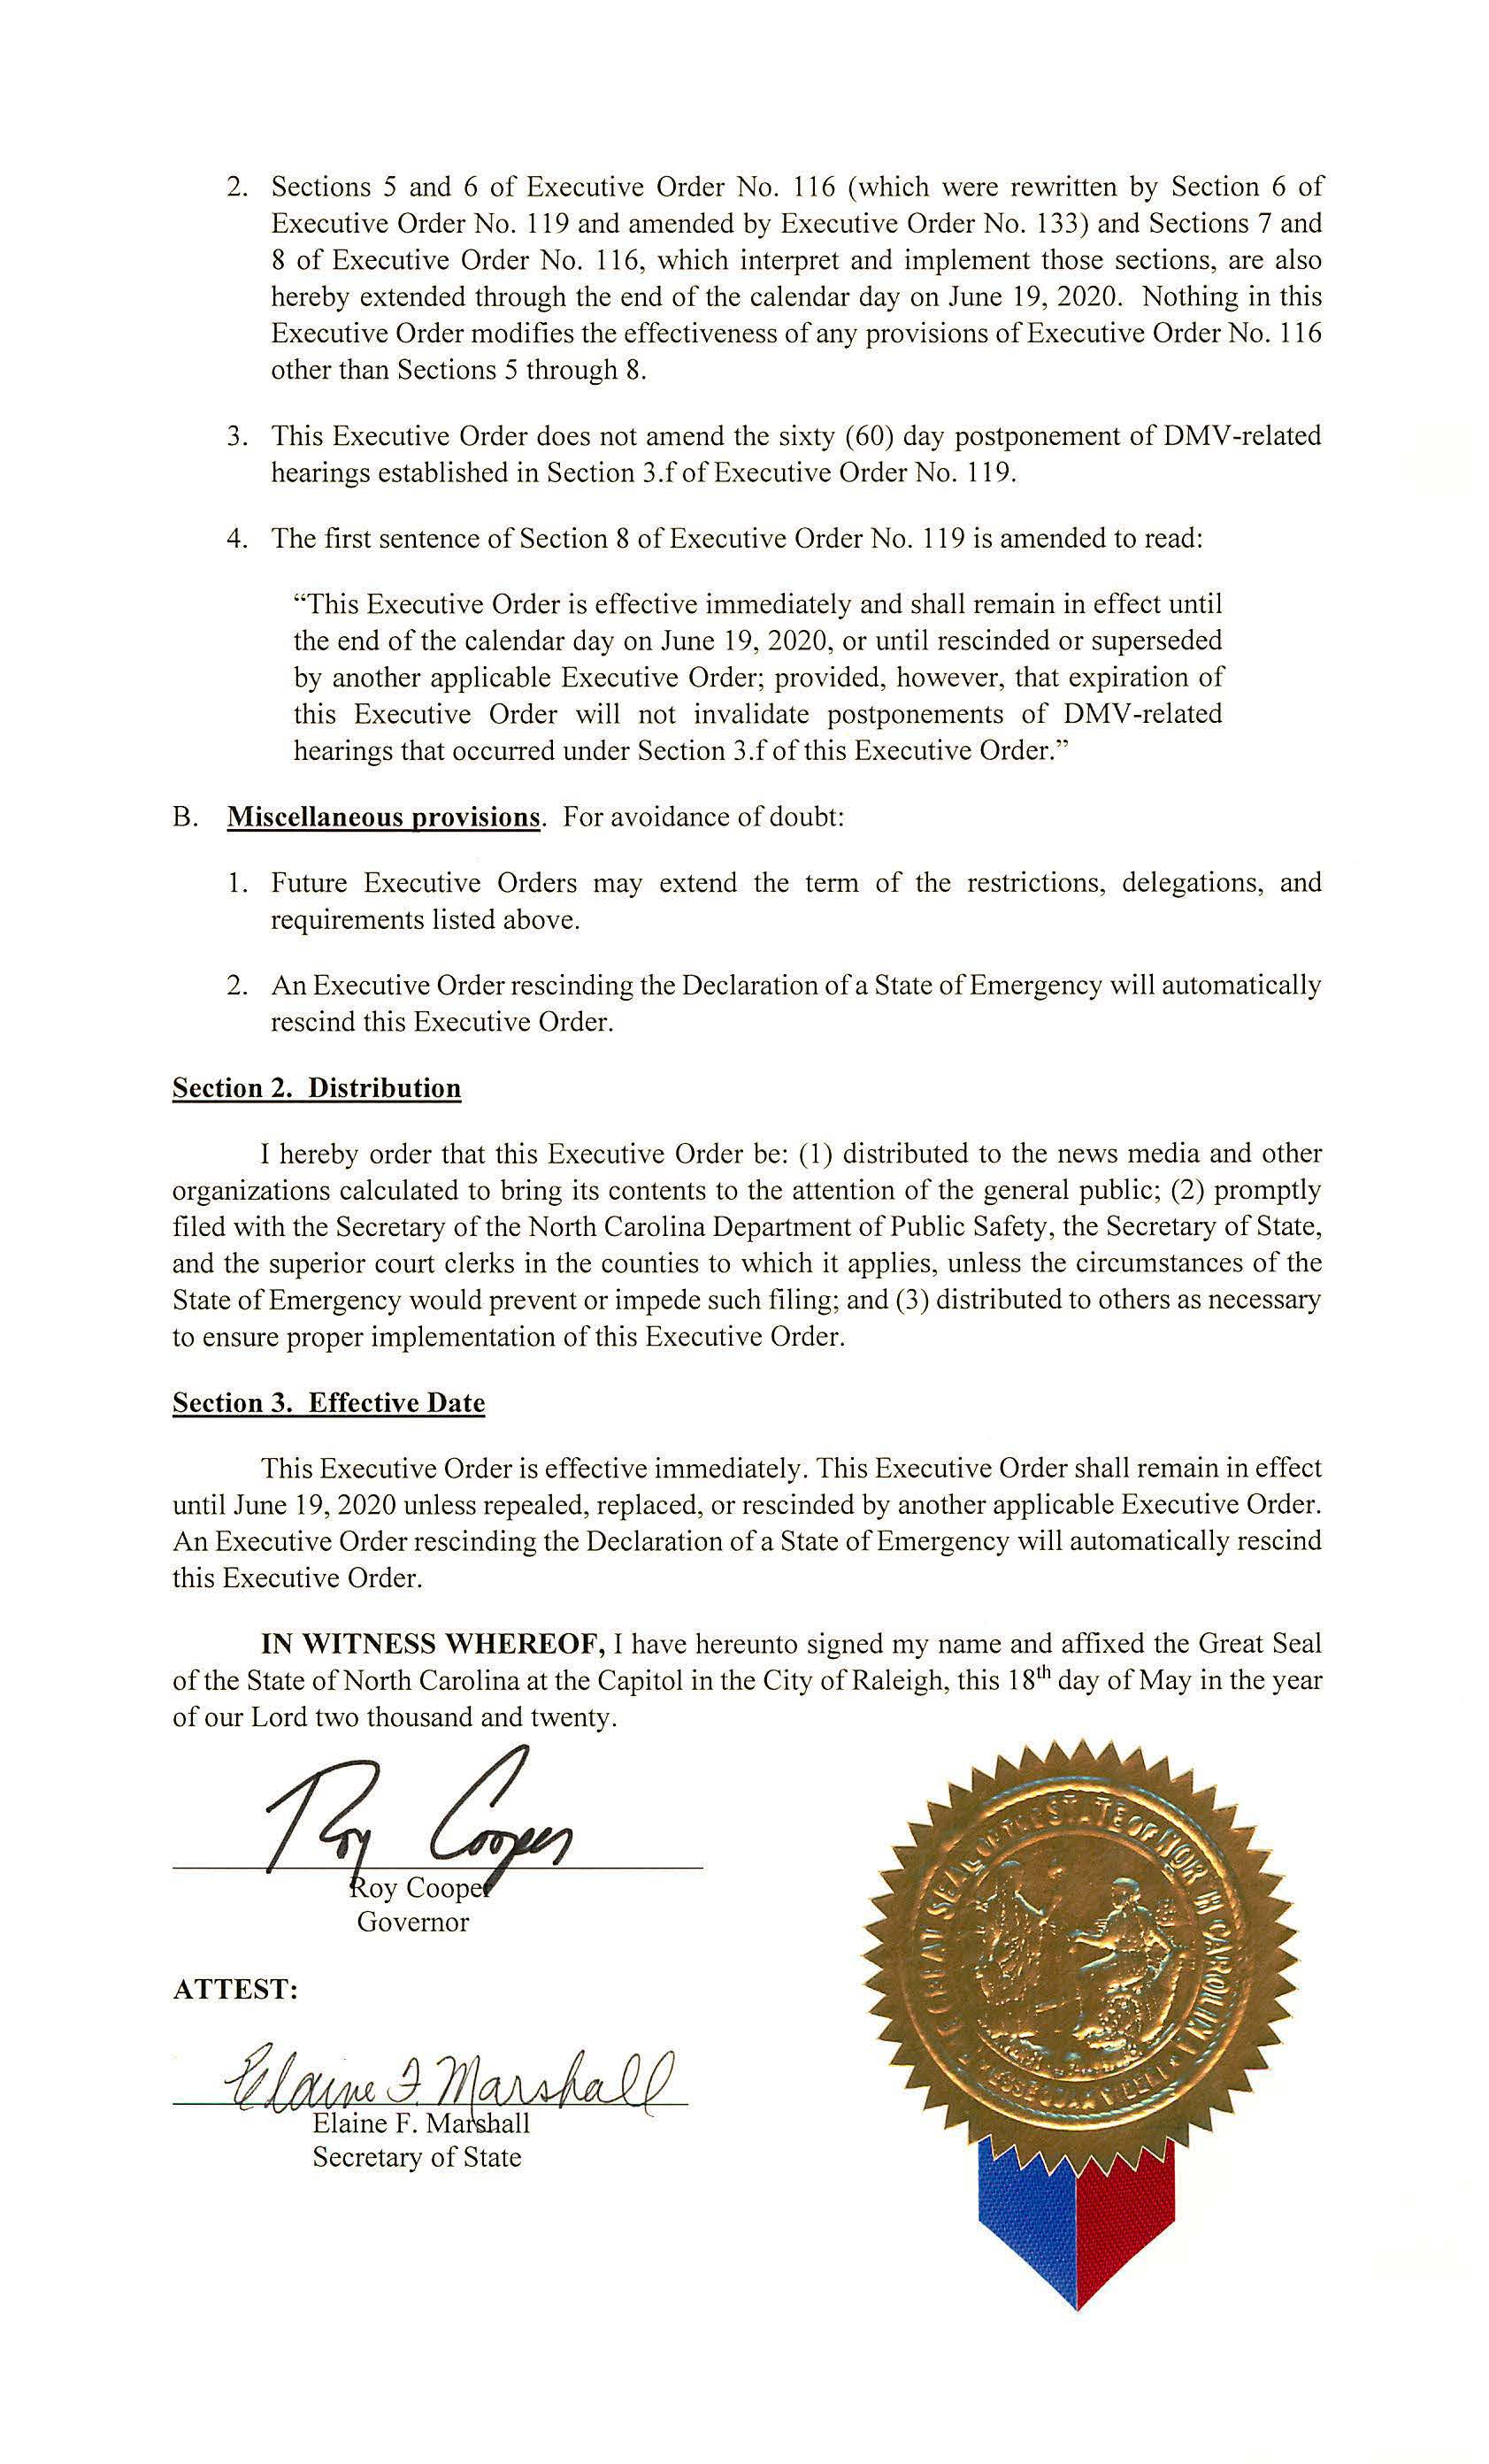 2. Sections 5 and 6 of Executive Order No. 116 (which were rewritten by Section 6 of
Executive Order No. 119 and amended by Executive Order No. 133) and Sections 7 and
8 of Executive Order No. 116, which interpret and implement those sections, are also
hereby extended through the end of the calendar day on June 19, 2020. Nothing in this
Executive Order modifies the effectiveness of any provisions of Executive Order No. 116
other than Sections 5 through 8.
3. This Executive Order does not amend the sixty (60) day postponement of DMV-related
hearings established in Section 3.f of Executive Order No. 119.
4. The first sentence of Section 8 of Executive Order No. 119 is amended to read:
“This Executive Order is effective immediately and shall remain in effect until
the end of the calendar day on June 19, 2020, or until rescinded or superseded
by another applicable Executive Order; provided, however, that expiration of
this Executive Order will not invalidate postponements of DMV-related
hearings that occurred under Section 3.f of this Executive Order.”
B. Miscellaneous provisions. For avoidance of doubt:
1. Future Executive Orders may extend the term of the restrictions, delegations, and
requirements listed above.
2. An Executive Order rescinding the Declaration of a State of Emergency will automatically
rescind this Executive Order.
Section 2. Distribution
I hereby order that this Executive Order be: (1) distributed to the news media and other
organizations calculated to bring its contents to the attention of the general public; (2) promptly
filed with the Secretary of the North Carolina Department of Public Safety, the Secretary of State,
and the superior court clerks in the counties to which it applies, unless the circumstances of the
State of Emergency would prevent or impede such filing; and (3) distributed to others as necessary
to ensure proper implementation of this Executive Order.
Section 3. Effective Date
This Executive Order is effective immediately. This Executive Order shall remain in effect
until June 19, 2020 unless repealed, replaced, or rescinded by another applicable Executive Order.
An Executive Order rescinding the Declaration of a State of Emergency will automatically rescind
this Executive Order.
IN WITNESS WHEREOF, I have hereunto signed my name and affixed the Great Seal
of the State of North Carolina at the Capitol in the City of Raleigh, this 18th day of May in the year
of our Lord two thousand and twenty.
Roy Cooper
Roy Cooper
Governor
ATTEST:
Elaine F. Marshall
Elaine F. Marshall
Secretary of State
GREAT SEAL OF THE STATE OF NORTH CAROLINA
ESSE QUAM VIDERI